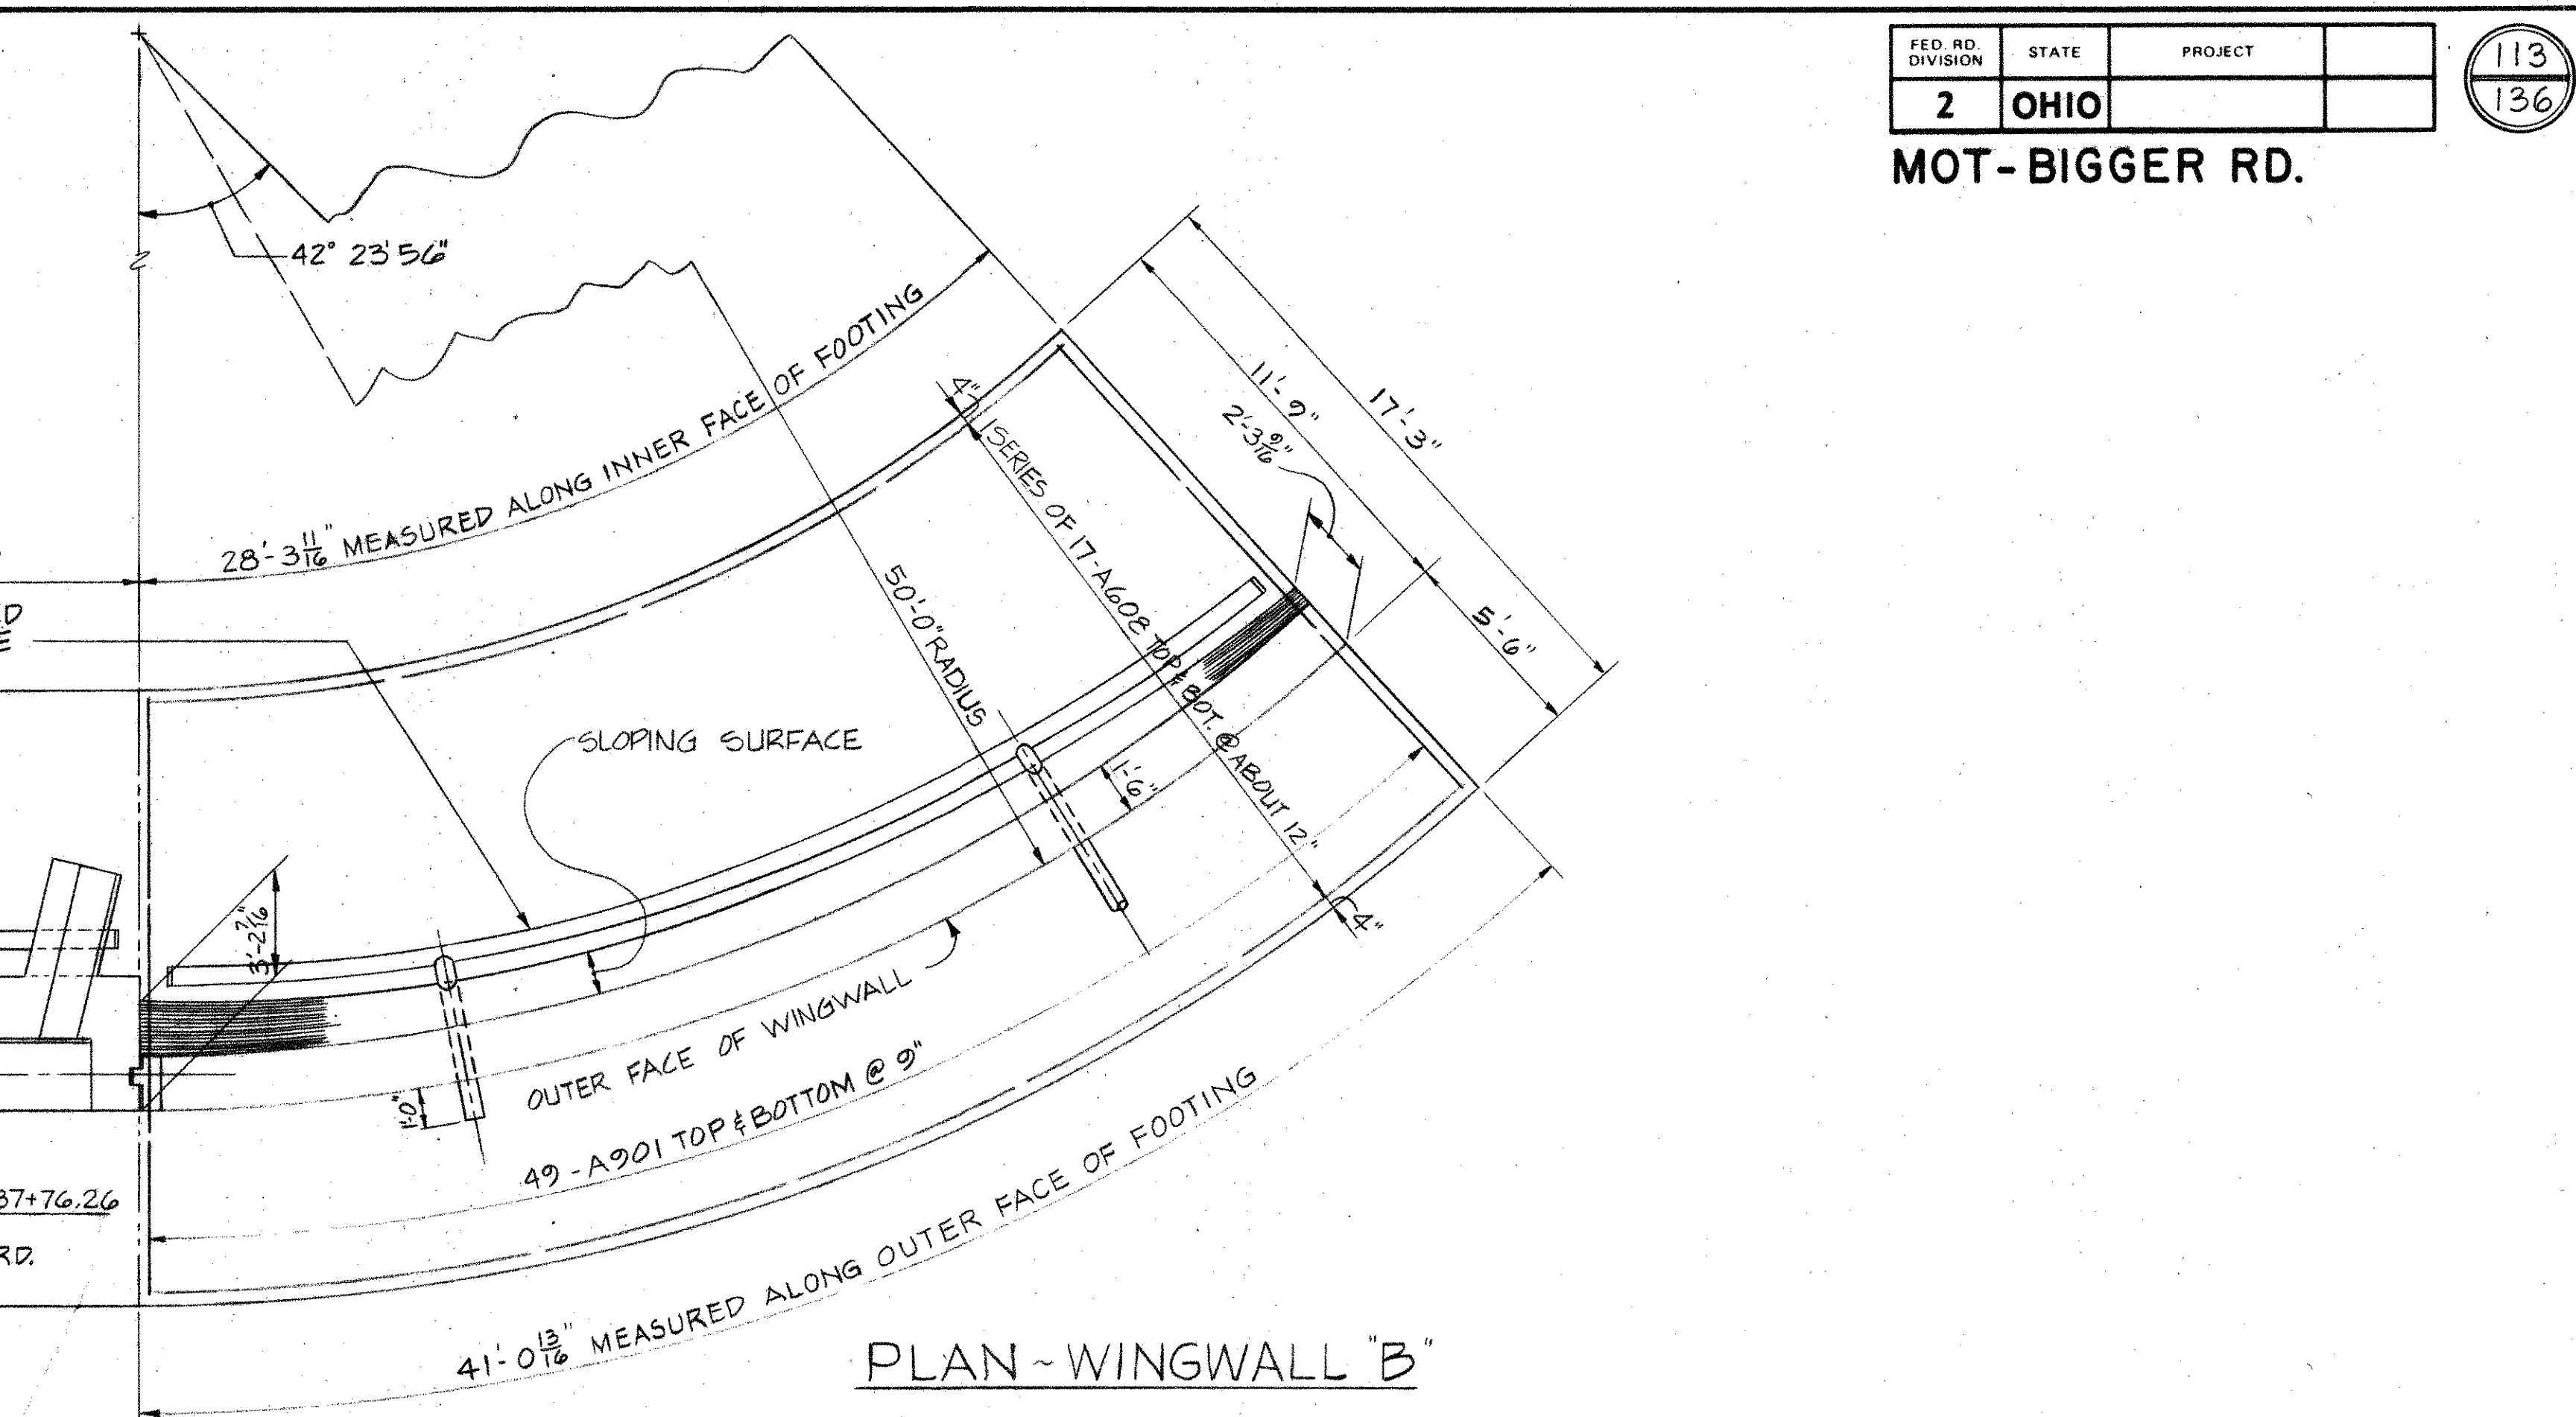 FED. RD. DIVISION STATE PROJECT
2 OHIO
113
136
MOT-BIGGER RD.
42° 23' 56"
28'-3 11/16" MEASURED ALONG INNER FACE OF FOOTING
4"
1 SERIES OF 17-A608 TOP & BOT. @ ABOUT 12"
4"
11'-9"
17'-3"
2'-3 9/16"
5'-6"
50'-0" RADIUS
SLOPING SURFACE
1'-6"
3'-2 7/16"
1'-0"
OUTER FACE OF WINGWALL
49-A901 TOP & BOTTOM @ 9"
37+76.26
RD.
41'-0 13/16" MEASURED ALONG OUTER FACE OF FOOTING
PLAN ~ WINGWALL "B"